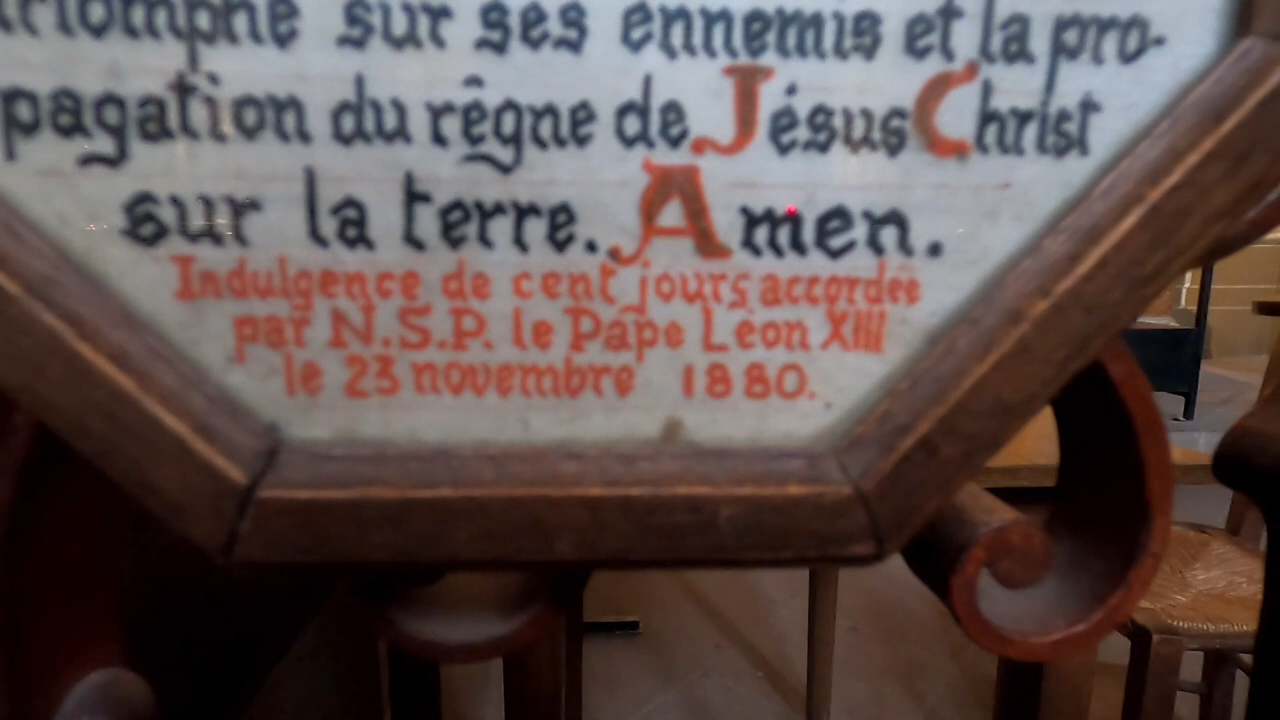 triomphe sur ses ennemis et la pro-
pagation du rêgne de Jésus Christ
sur la terre. Amen.
Indulgence de cent jours accordée
par N.S.P. le Pape Léon XIII
le 23 novembre 1880.